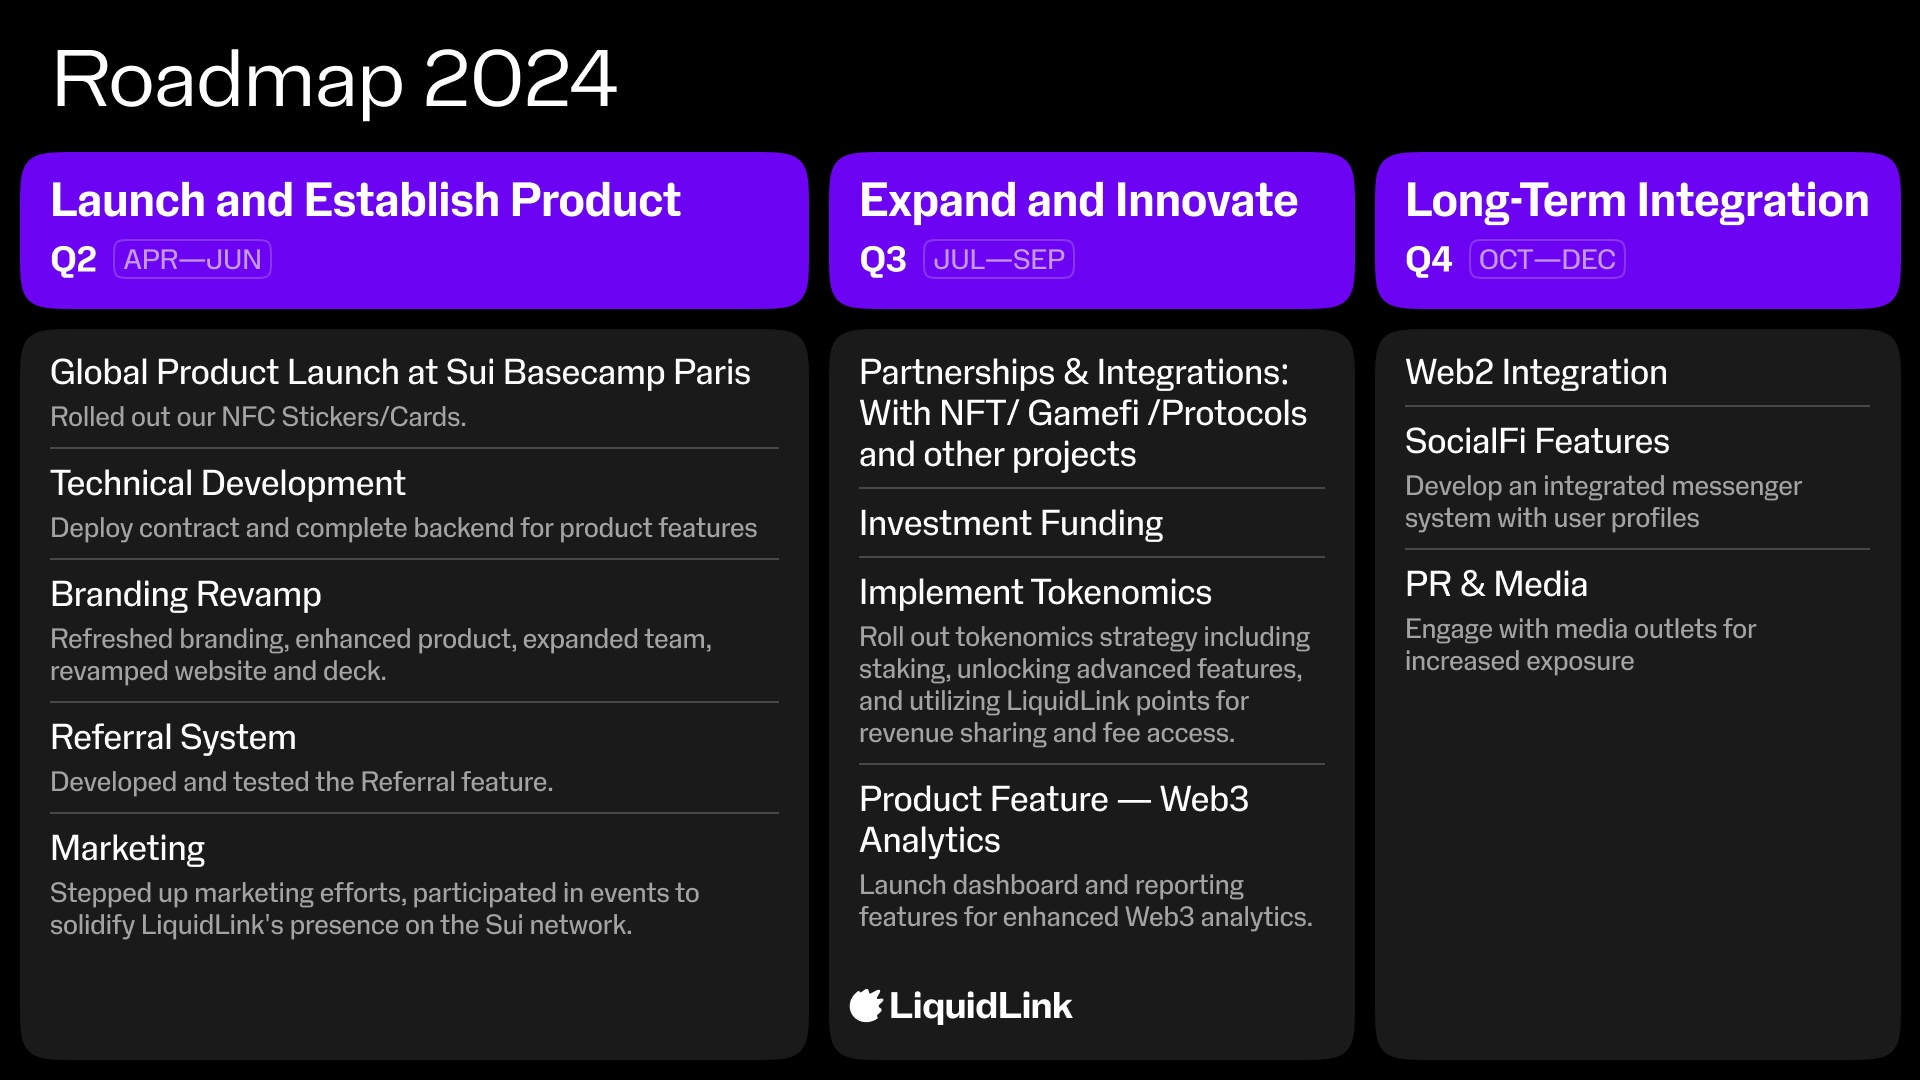 Roadmap 2024
Launch and Establish Product
Q2 APR—JUN
Global Product Launch at Sui Basecamp Paris
Rolled out our NFC Stickers/Cards.
Technical Development
Deploy contract and complete backend for product features
Branding Revamp
Refreshed branding, enhanced product, expanded team,
revamped website and deck.
Referral System
Developed and tested the Referral feature.
Marketing
Stepped up marketing efforts, participated in events to
solidify LiquidLink's presence on the Sui network.
Expand and Innovate
Q3 JUL—SEP
Partnerships & Integrations:
With NFT/ Gamefi /Protocols
and other projects
Investment Funding
Implement Tokenomics
Roll out tokenomics strategy including
staking, unlocking advanced features,
and utilizing LiquidLink points for
revenue sharing and fee access.
Product Feature — Web3
Analytics
Launch dashboard and reporting
features for enhanced Web3 analytics.
LiquidLink
Long-Term Integration
Q4 OCT—DEC
Web2 Integration
SocialFi Features
Develop an integrated messenger
system with user profiles
PR & Media
Engage with media outlets for
increased exposure